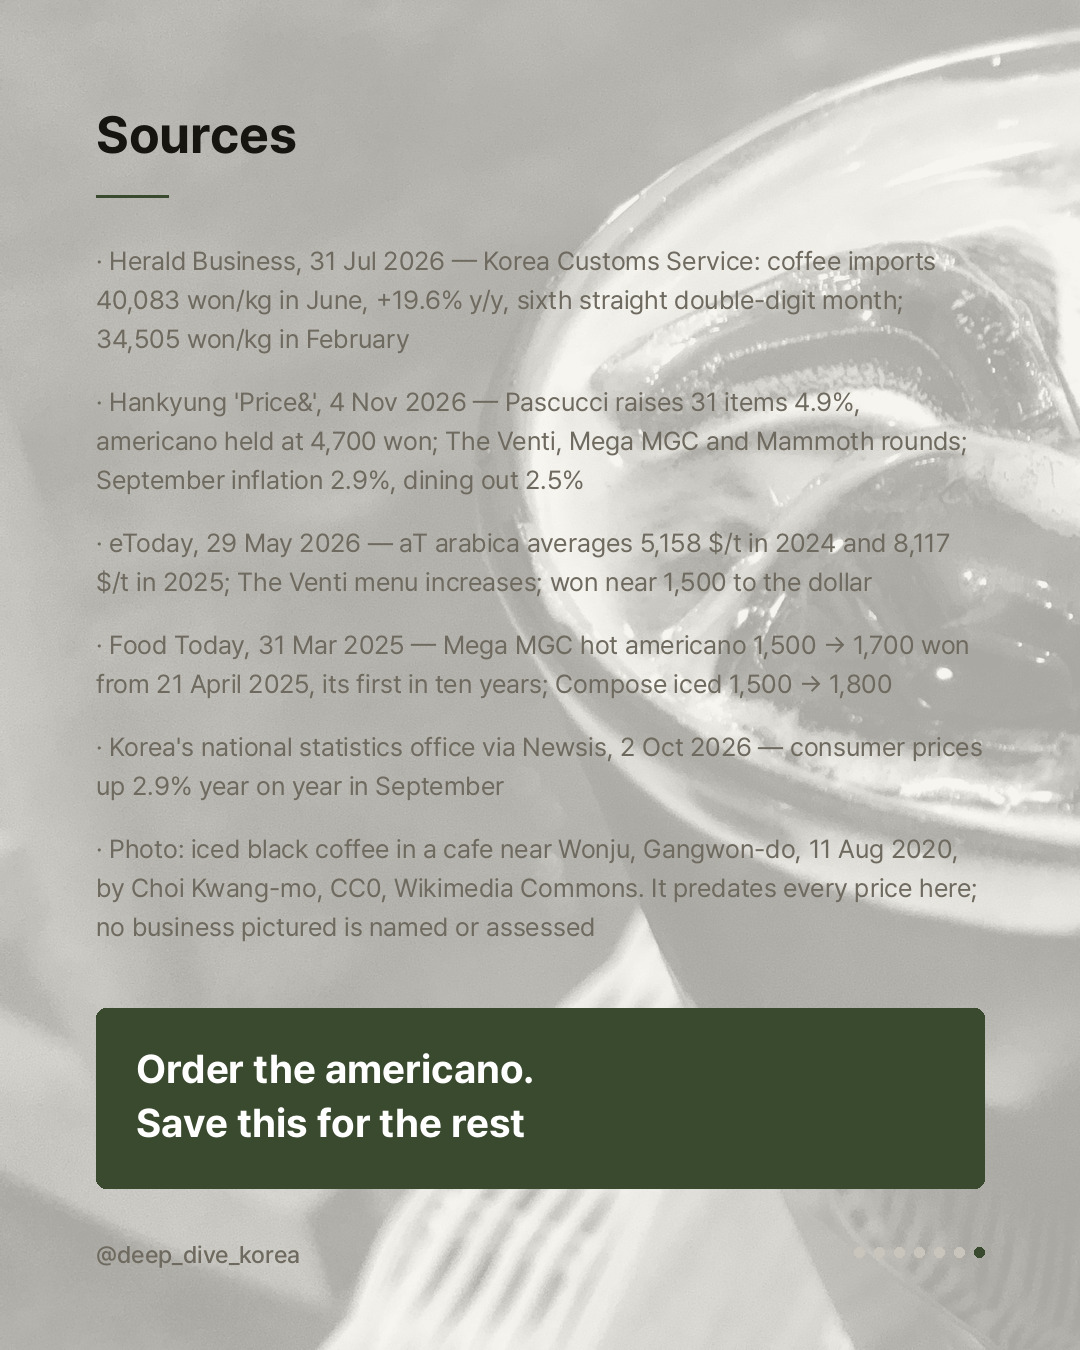 Sources
· Herald Business, 31 Jul 2026 — Korea Customs Service: coffee imports
40,083 won/kg in June, +19.6% y/y, sixth straight double-digit month;
34,505 won/kg in February
· Hankyung 'Price&', 4 Nov 2026 — Pascucci raises 31 items 4.9%,
americano held at 4,700 won; The Venti, Mega MGC and Mammoth rounds;
September inflation 2.9%, dining out 2.5%
· eToday, 29 May 2026 — aT arabica averages 5,158 $/t in 2024 and 8,117
$/t in 2025; The Venti menu increases; won near 1,500 to the dollar
· Food Today, 31 Mar 2025 — Mega MGC hot americano 1,500 → 1,700 won
from 21 April 2025, its first in ten years; Compose iced 1,500 → 1,800
· Korea's national statistics office via Newsis, 2 Oct 2026 — consumer prices
up 2.9% year on year in September
· Photo: iced black coffee in a cafe near Wonju, Gangwon-do, 11 Aug 2020,
by Choi Kwang-mo, CC0, Wikimedia Commons. It predates every price here;
no business pictured is named or assessed
Order the americano.
Save this for the rest
@deep_dive_korea